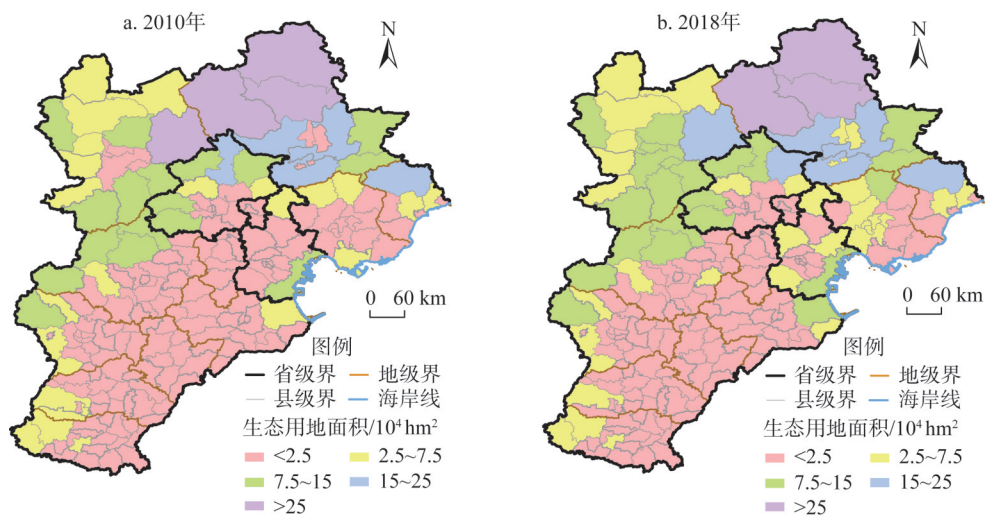 a. 2010年
N
0 60 km
图例
省级界 地级界
县级界 海岸线
生态用地面积/10⁴ hm²
<2.5 2.5~7.5
7.5~15 15~25
>25
b. 2018年
N
0 60 km
图例
省级界 地级界
县级界 海岸线
生态用地面积/10⁴ hm²
<2.5 2.5~7.5
7.5~15 15~25
>25